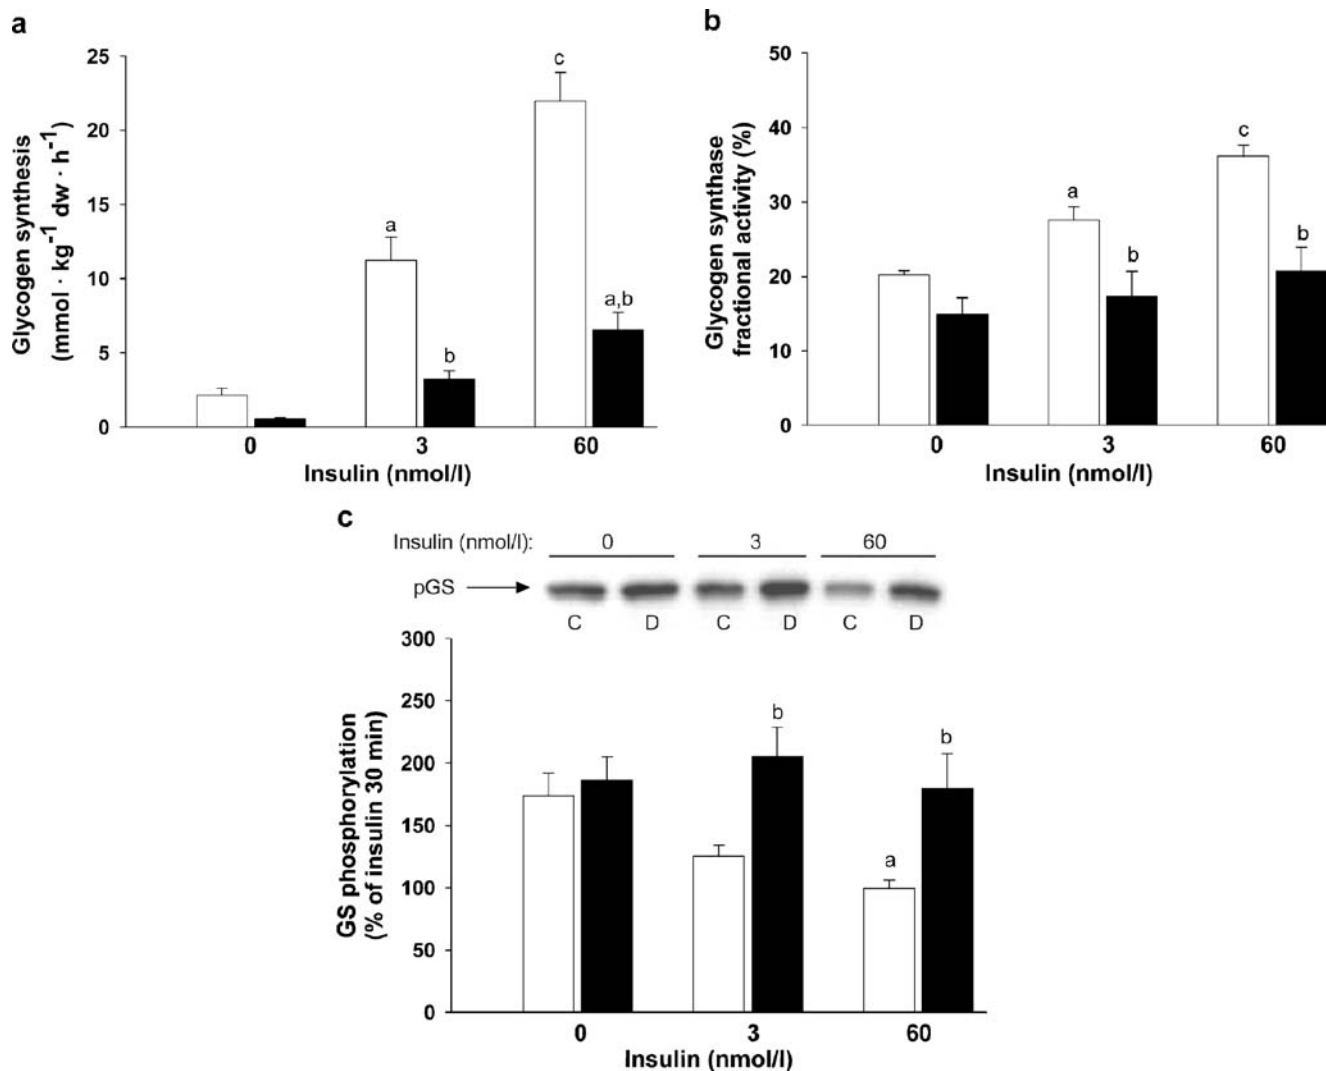 a
Glycogen synthesis
(mmol · kg⁻¹ dw · h⁻¹)
25
20
15
10
5
0
a
b
c
a,b
0 3 60
Insulin (nmol/l)
b
Glycogen synthase
fractional activity (%)
50
40
30
20
10
0
a
b
c
b
0 3 60
Insulin (nmol/l)
c
Insulin (nmol/l): 0 3 60
pGS
C D C D C D
GS phosphorylation
(% of insulin 30 min)
300
250
200
150
100
50
0
b
a
b
0 3 60
Insulin (nmol/l)